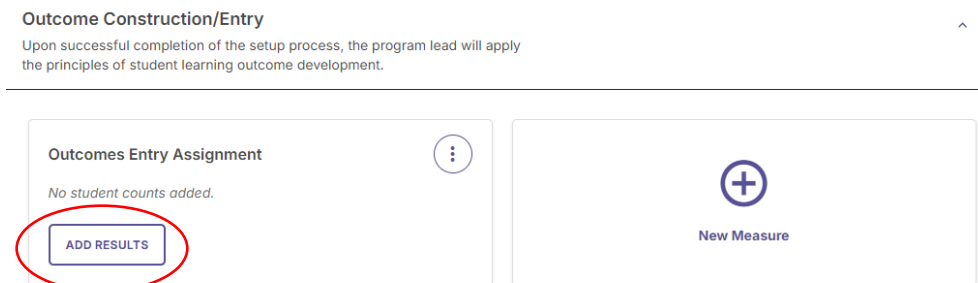 Outcome Construction/Entry
Upon successful completion of the setup process, the program lead will apply
the principles of student learning outcome development.
Outcomes Entry Assignment
No student counts added.
ADD RESULTS
New Measure